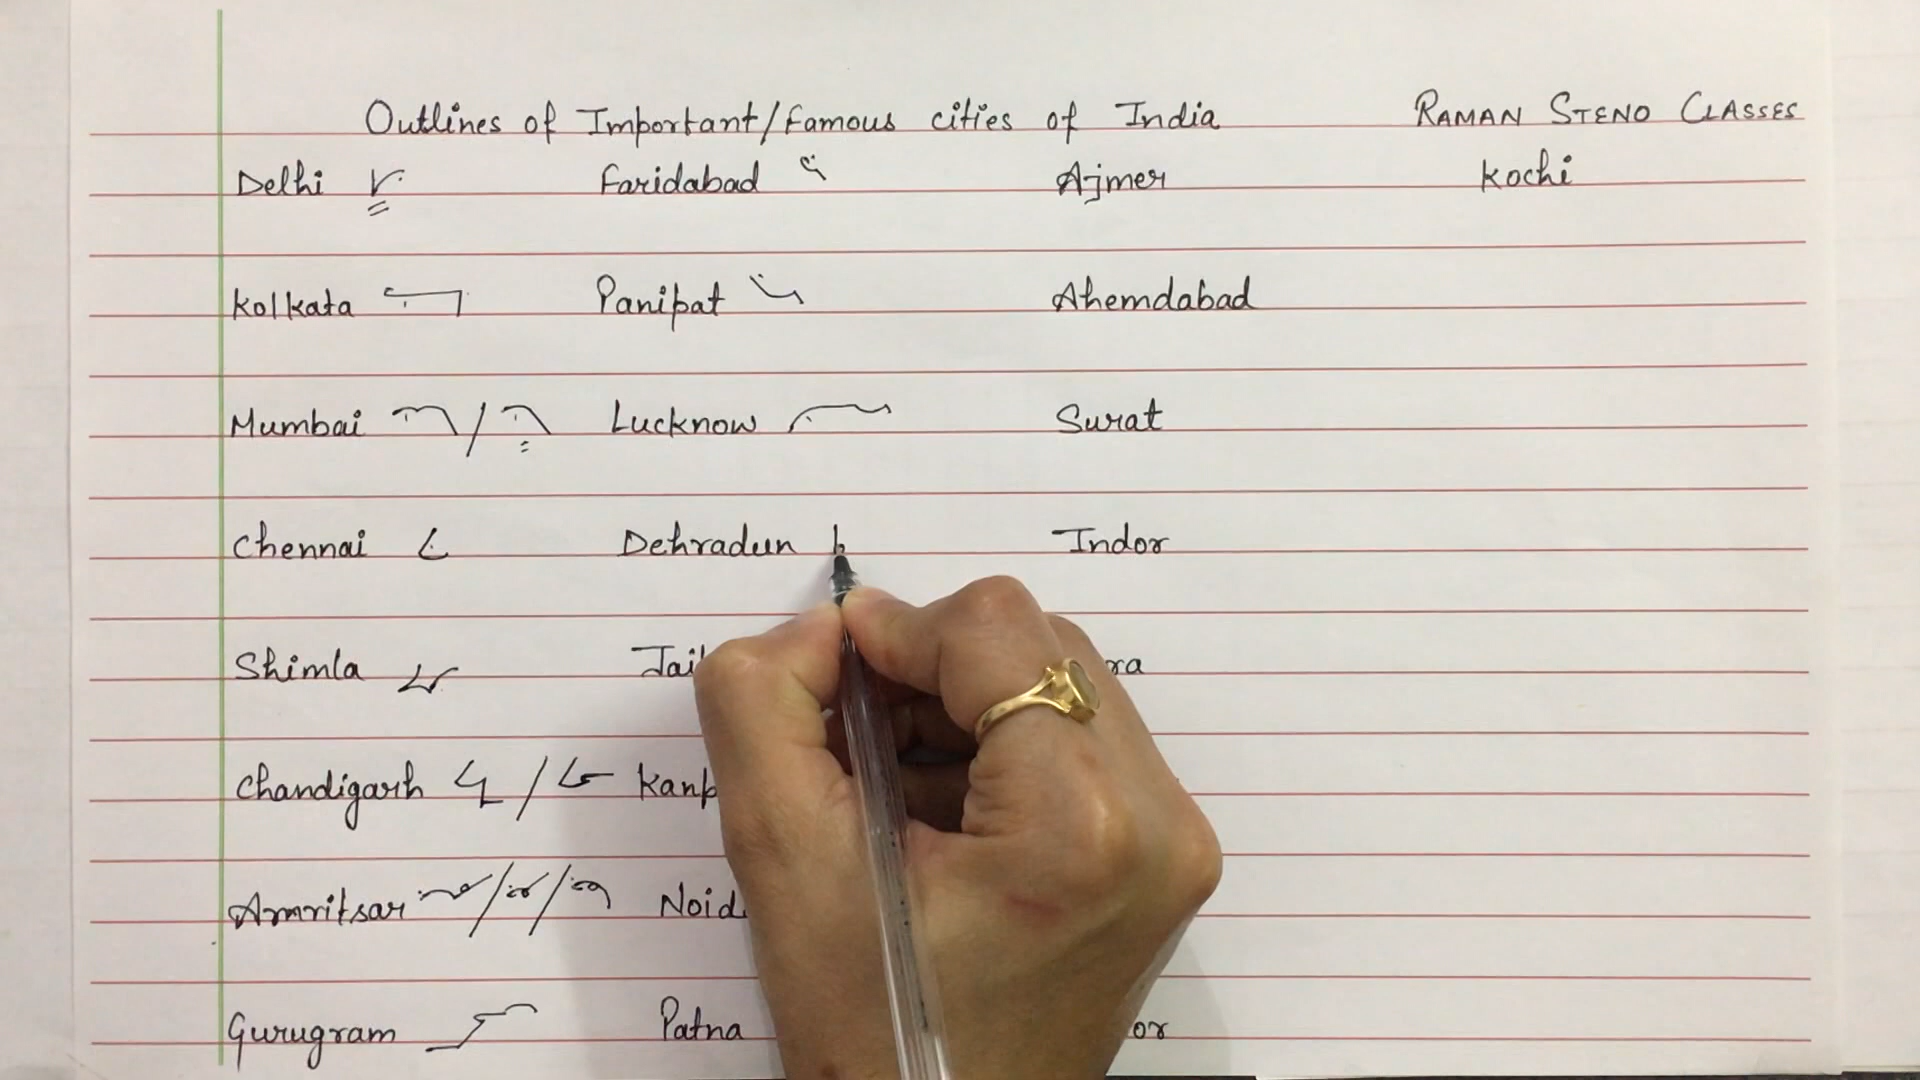 Outlines of Important/famous cities of India RAMAN STENO CLASSES
Delhi Faridabad Ajmer Kochi
Kolkata Panipat Ahemdabad
Mumbai / Lucknow Surat
Chennai Dehradun Indor
Shimla
Chandigarh /
Amritsar / /
Gurugram Patna